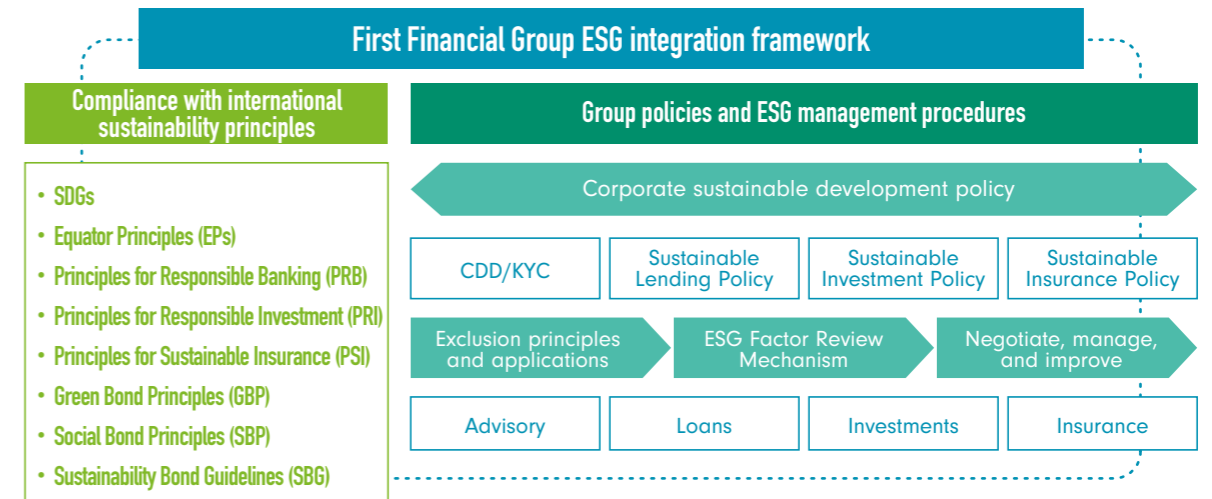 First Financial Group ESG integration framework
Compliance with international
sustainability principles
• SDGs
• Equator Principles (EPs)
• Principles for Responsible Banking (PRB)
• Principles for Responsible Investment (PRI)
• Principles for Sustainable Insurance (PSI)
• Green Bond Principles (GBP)
• Social Bond Principles (SBP)
• Sustainability Bond Guidelines (SBG)
Group policies and ESG management procedures
Corporate sustainable development policy
CDD/KYC
Sustainable
Lending Policy
Sustainable
Investment Policy
Sustainable
Insurance Policy
Exclusion principles
and applications
ESG Factor Review
Mechanism
Negotiate, manage,
and improve
Advisory
Loans
Investments
Insurance